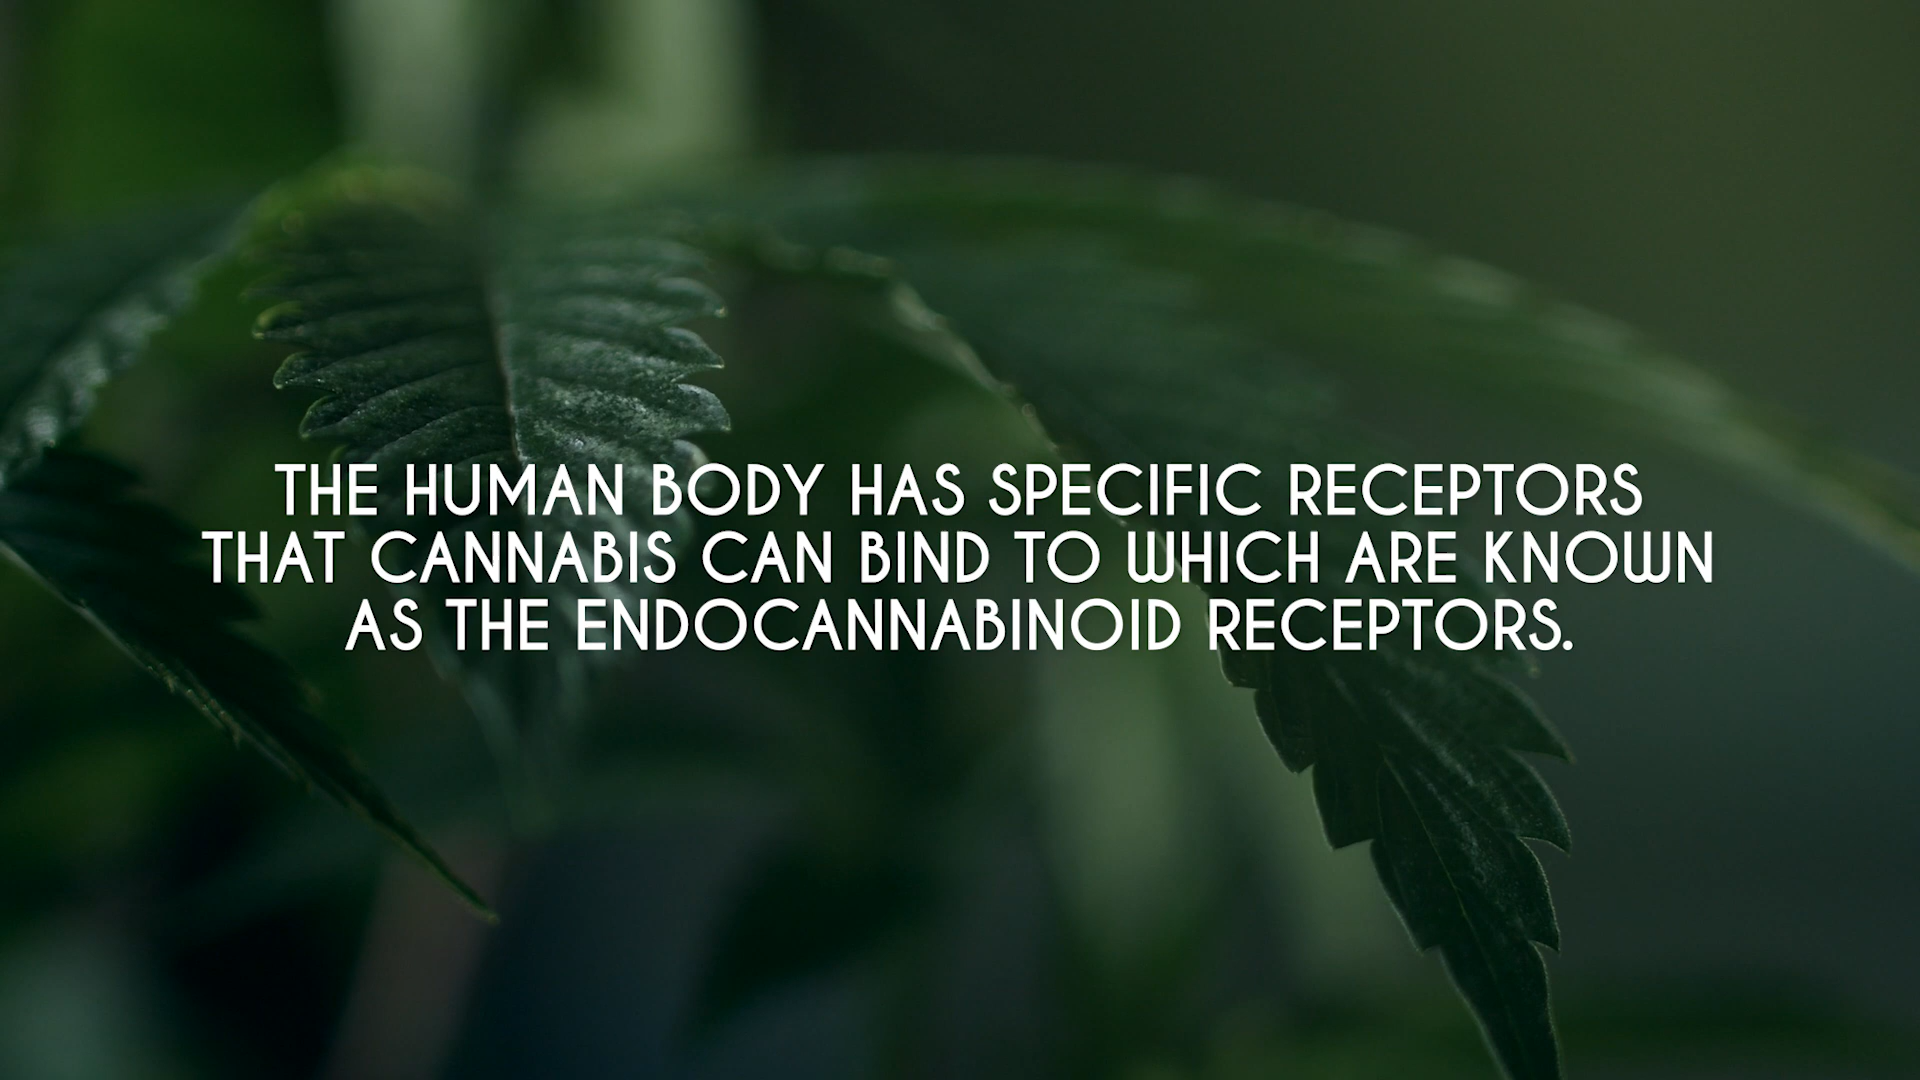 THE HUMAN BODY HAS SPECIFIC RECEPTORS
THAT CANNABIS CAN BIND TO WHICH ARE KNOWN
AS THE ENDOCANNABINOID RECEPTORS.